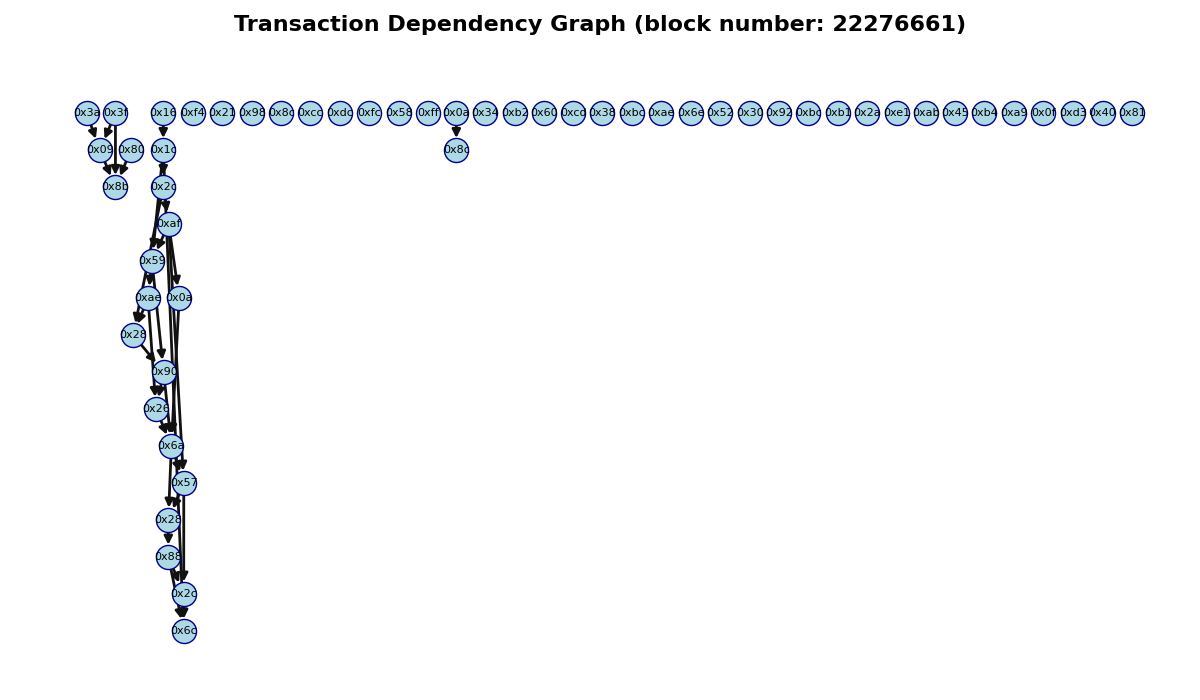 Transaction Dependency Graph (block number: 22276661)
0x3a 0x3f 0x16 0xf4 0x21 0x98 0x8c 0xcc 0xdc 0xfc 0x58 0xff 0x0a 0x34 0xb2 0x60 0xcd 0x38 0xbc 0xae 0x6e 0x52 0x30 0x92 0xbc 0xb1 0x2a 0xe1 0xab 0x45 0xb4 0xa9 0x0f 0xd3 0x40 0x81
0x09 0x80 0x1c 0x8c
0x8b 0x2c
0xaf
0x59
0xae 0x0a
0x28
0x90
0x26
0x6a
0x57
0x28
0x88
0x2c
0x6c